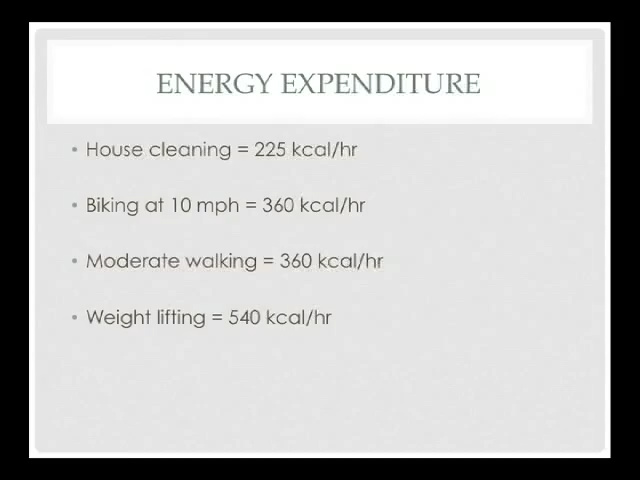 ENERGY EXPENDITURE
• House cleaning = 225 kcal/hr
• Biking at 10 mph = 360 kcal/hr
• Moderate walking = 360 kcal/hr
• Weight lifting = 540 kcal/hr